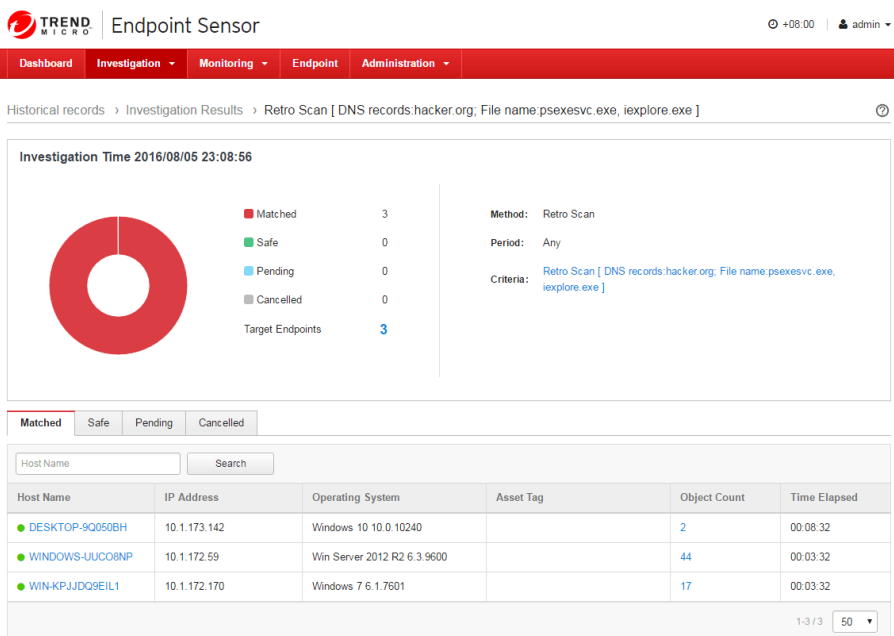 TREND MICRO Endpoint Sensor +08:00 admin
Dashboard Investigation Monitoring Endpoint Administration
Historical records › Investigation Results › Retro Scan [ DNS records:hacker.org; File name:psexesvc.exe, iexplore.exe ]
Investigation Time 2016/08/05 23:08:56
Matched 3
Safe 0
Pending 0
Cancelled 0
Target Endpoints 3
Method: Retro Scan
Period: Any
Criteria: Retro Scan [ DNS records:hacker.org; File name:psexesvc.exe,
iexplore.exe ]
Matched Safe Pending Cancelled
Host Name Search
Host Name IP Address Operating System Asset Tag Object Count Time Elapsed
DESKTOP-9Q050BH 10.1.173.142 Windows 10 10.0.10240 2 00:08:32
WINDOWS-UUCO8NP 10.1.172.59 Win Server 2012 R2 6.3.9600 44 00:03:32
WIN-KPJJDQ9EIL1 10.1.172.170 Windows 7 6.1.7601 17 00:03:32
1-3 / 3 50